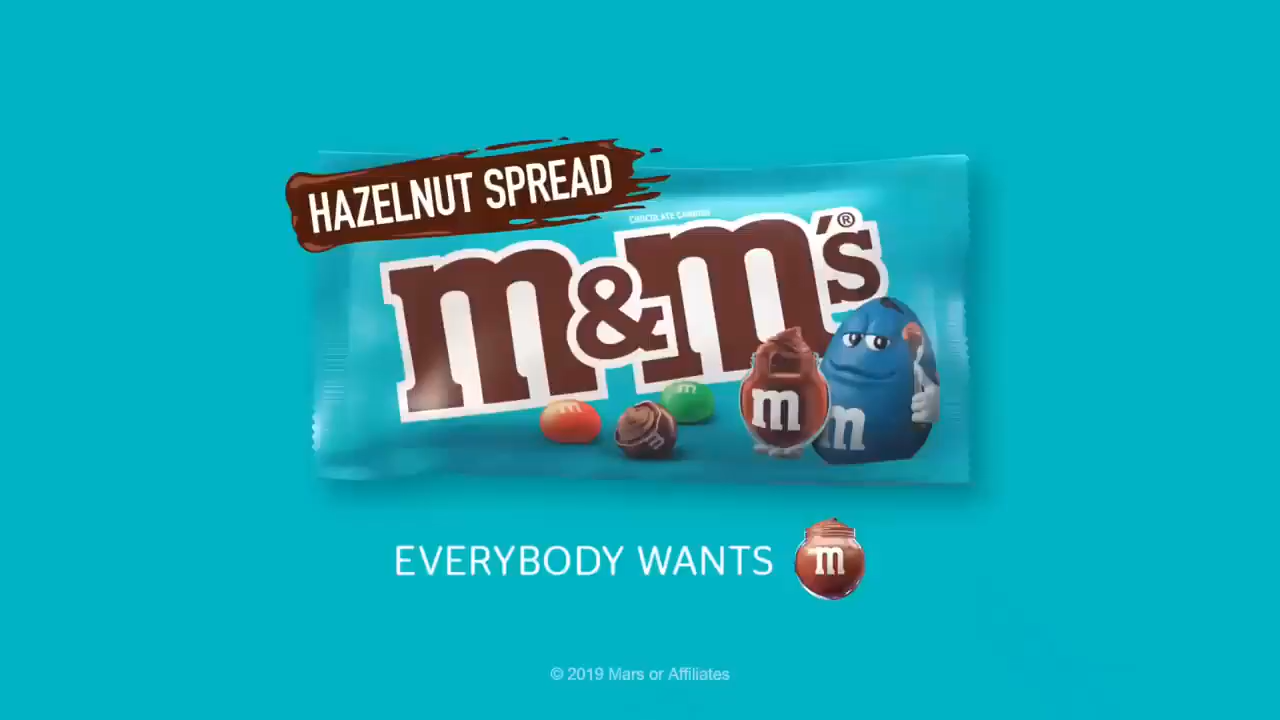 HAZELNUT SPREAD
CHOCOLATE CANDIES
m&m's®
m
m
m
m
m
EVERYBODY WANTS m
© 2019 Mars or Affiliates